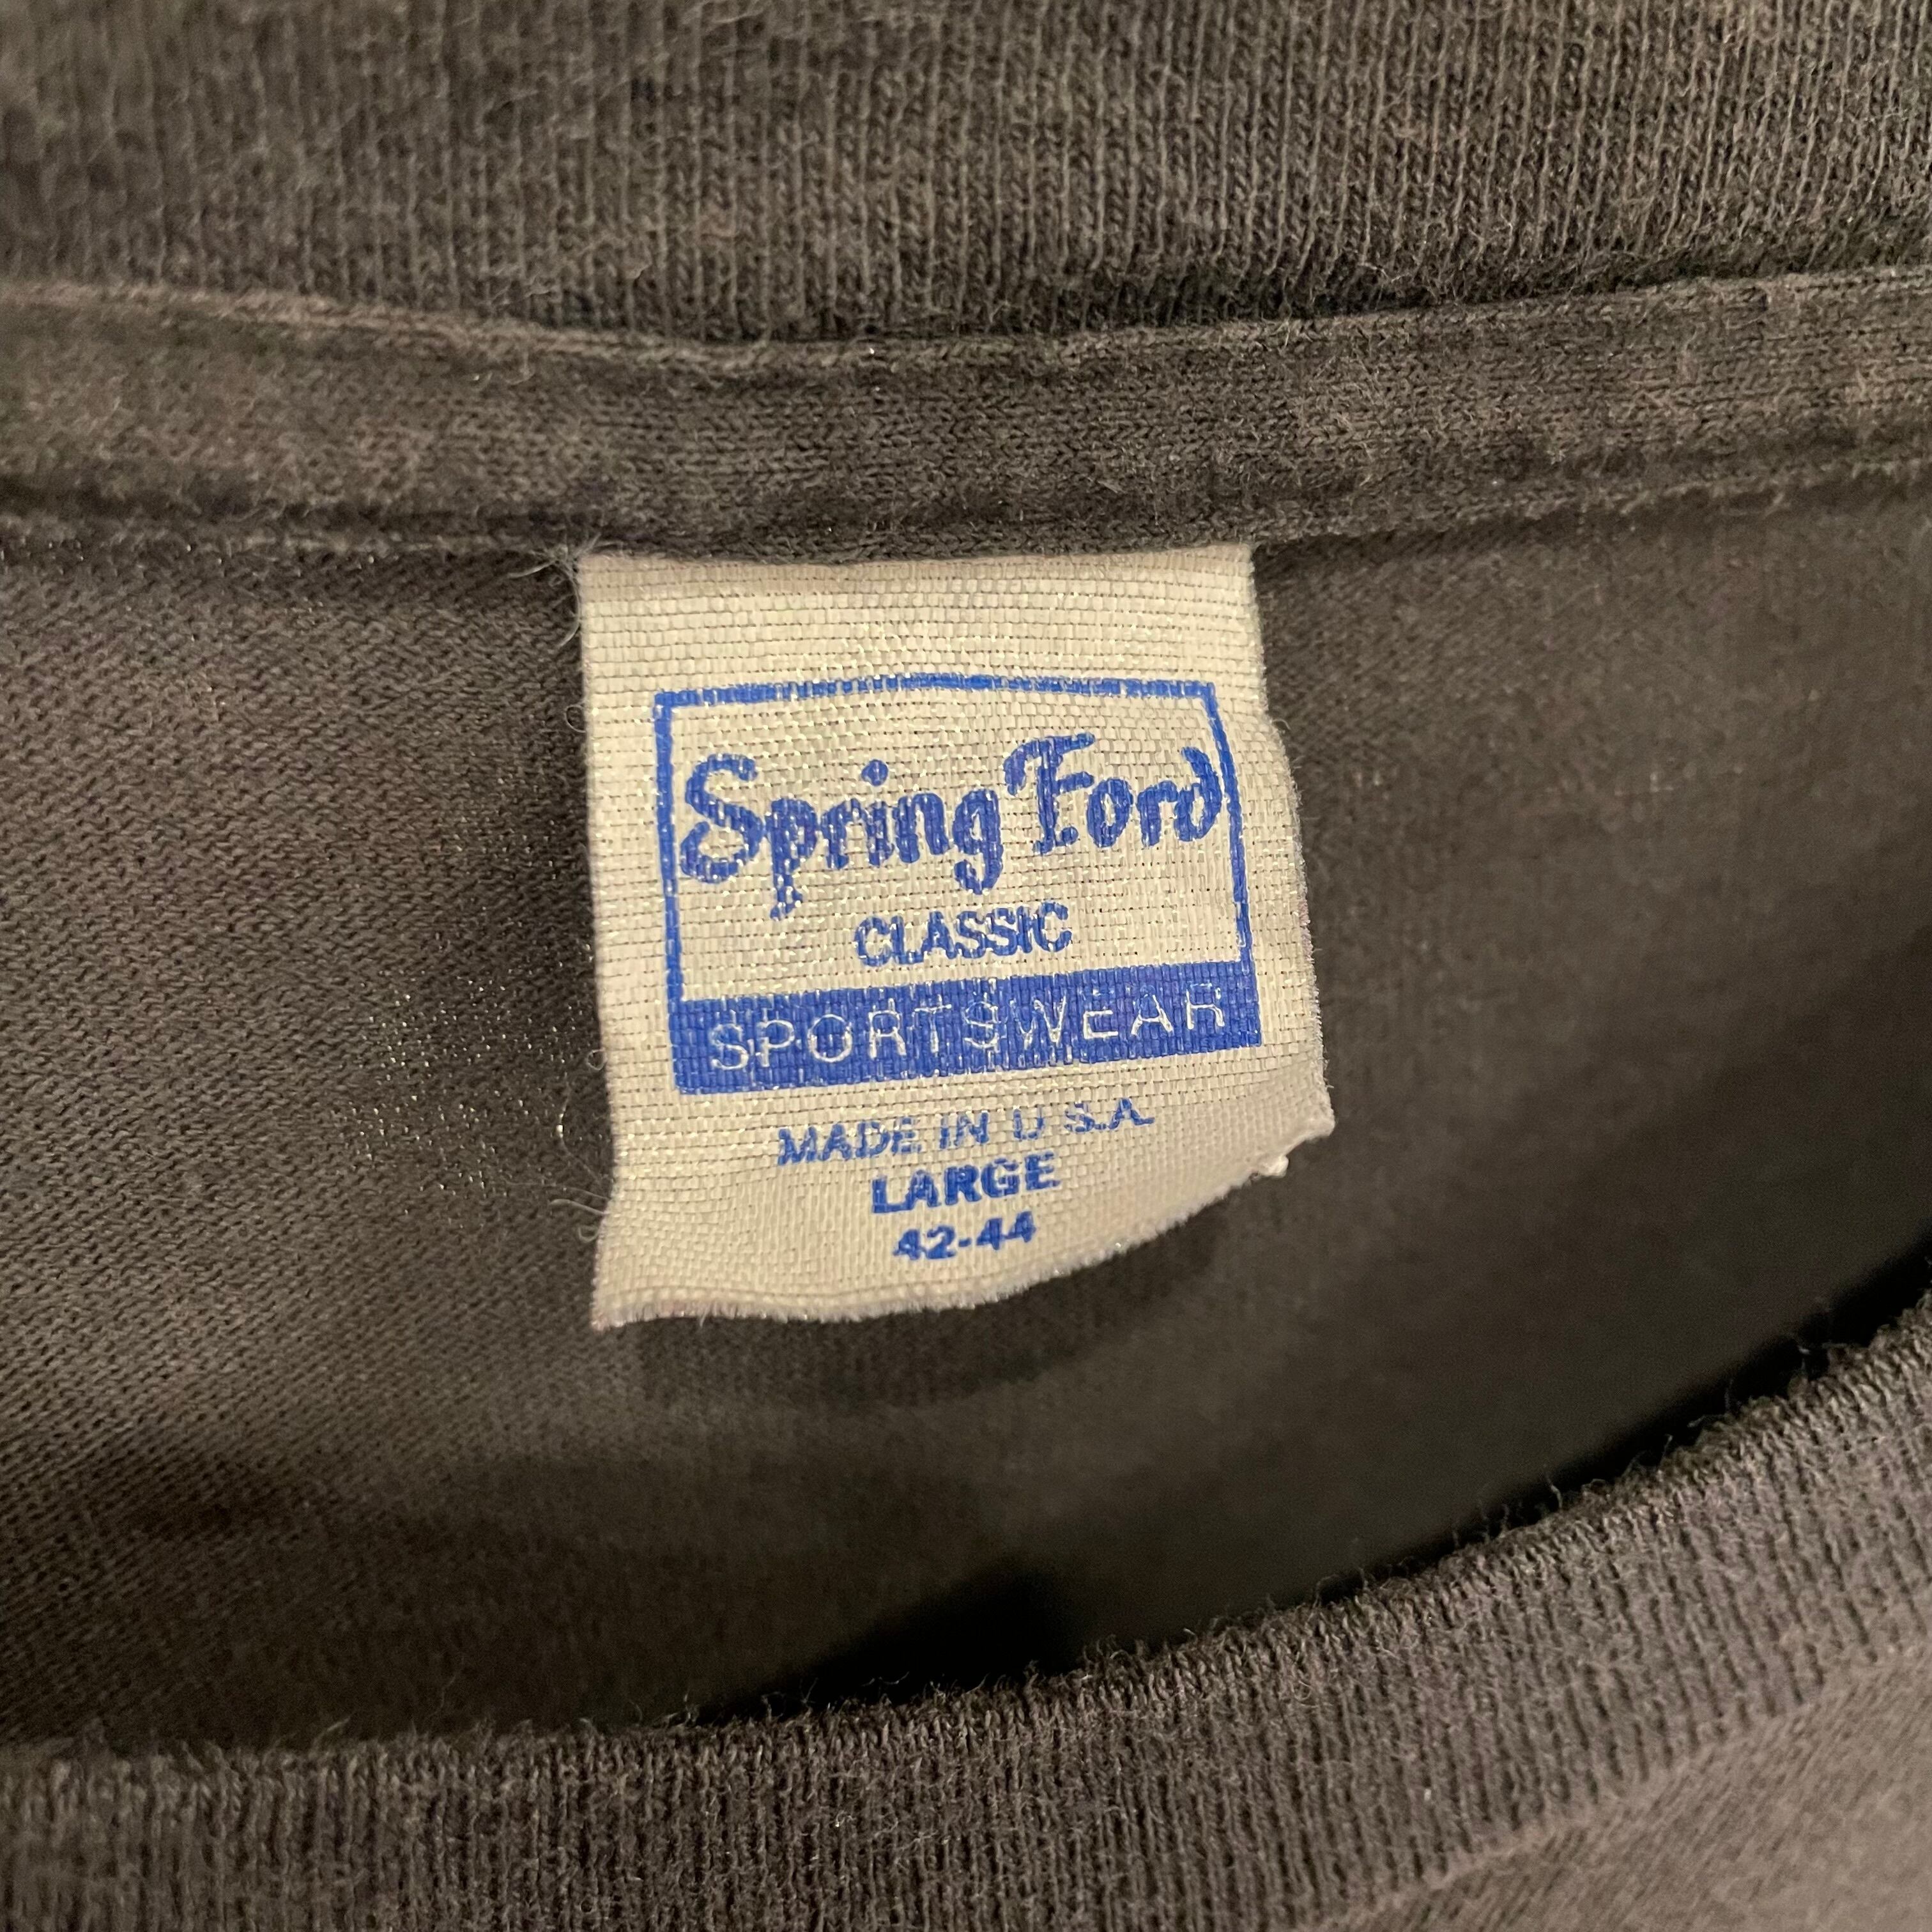 Spring Ford
CLASSIC
SPORTSWEAR
MADE IN U.S.A.
LARGE
42-44